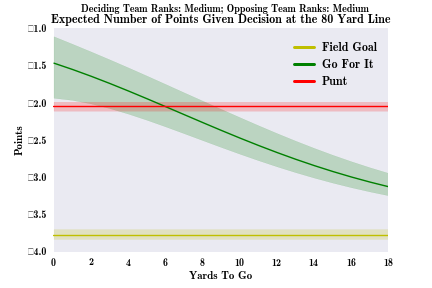 Deciding Team Ranks: Medium; Opposing Team Ranks: Medium
Expected Number of Points Given Decision at the 80 Yard Line
□1.0
□1.5
□2.0
□2.5
□3.0
□3.5
□4.0
Points
Field Goal
Go For It
Punt
0 2 4 6 8 10 12 14 16 18
Yards To Go